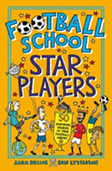 FOOTBALL
SCHOOL
STAR
PLAYERS
50
ALEX BELLOS & BEN LYTTLETON